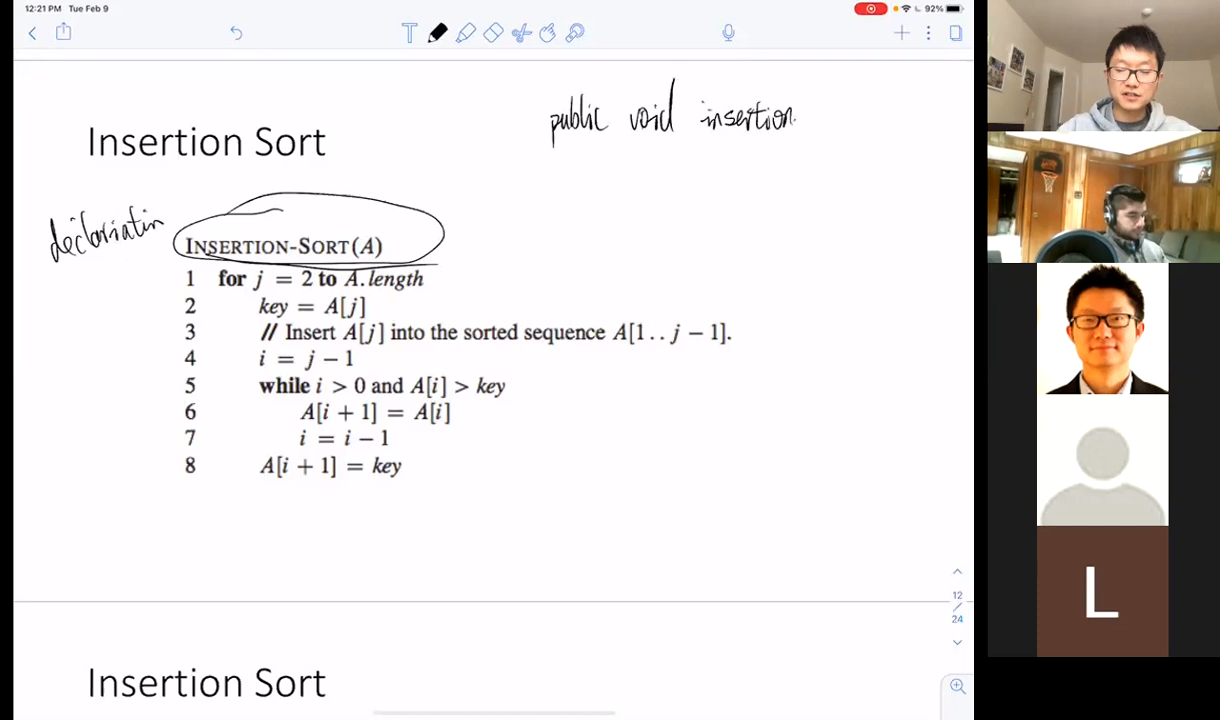 12:21 PM Tue Feb 9
92%
T
public void insertion.
Insertion Sort
declariatin
INSERTION-SORT(A)
1 for j = 2 to A.length
2 key = A[j]
3 // Insert A[j] into the sorted sequence A[1 . . j − 1].
4 i = j − 1
5 while i > 0 and A[i] > key
6 A[i + 1] = A[i]
7 i = i − 1
8 A[i + 1] = key
12
/
24
Insertion Sort
L